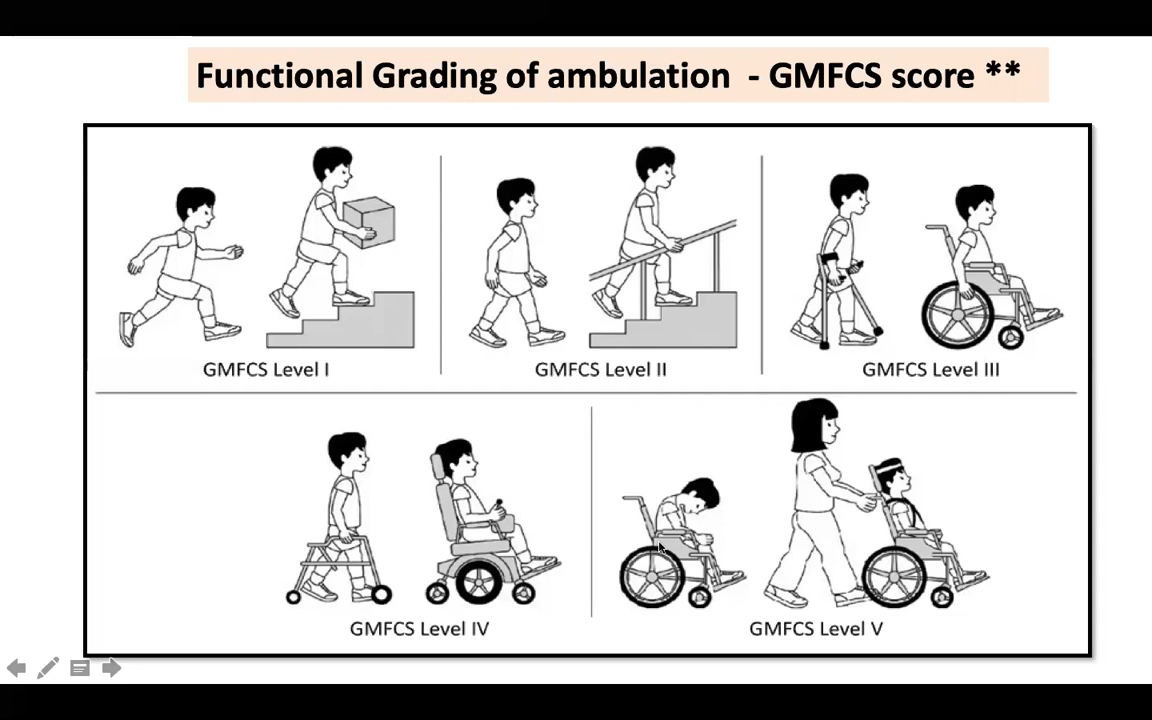 Functional Grading of ambulation - GMFCS score **
GMFCS Level I
GMFCS Level II
GMFCS Level III
GMFCS Level IV
GMFCS Level V